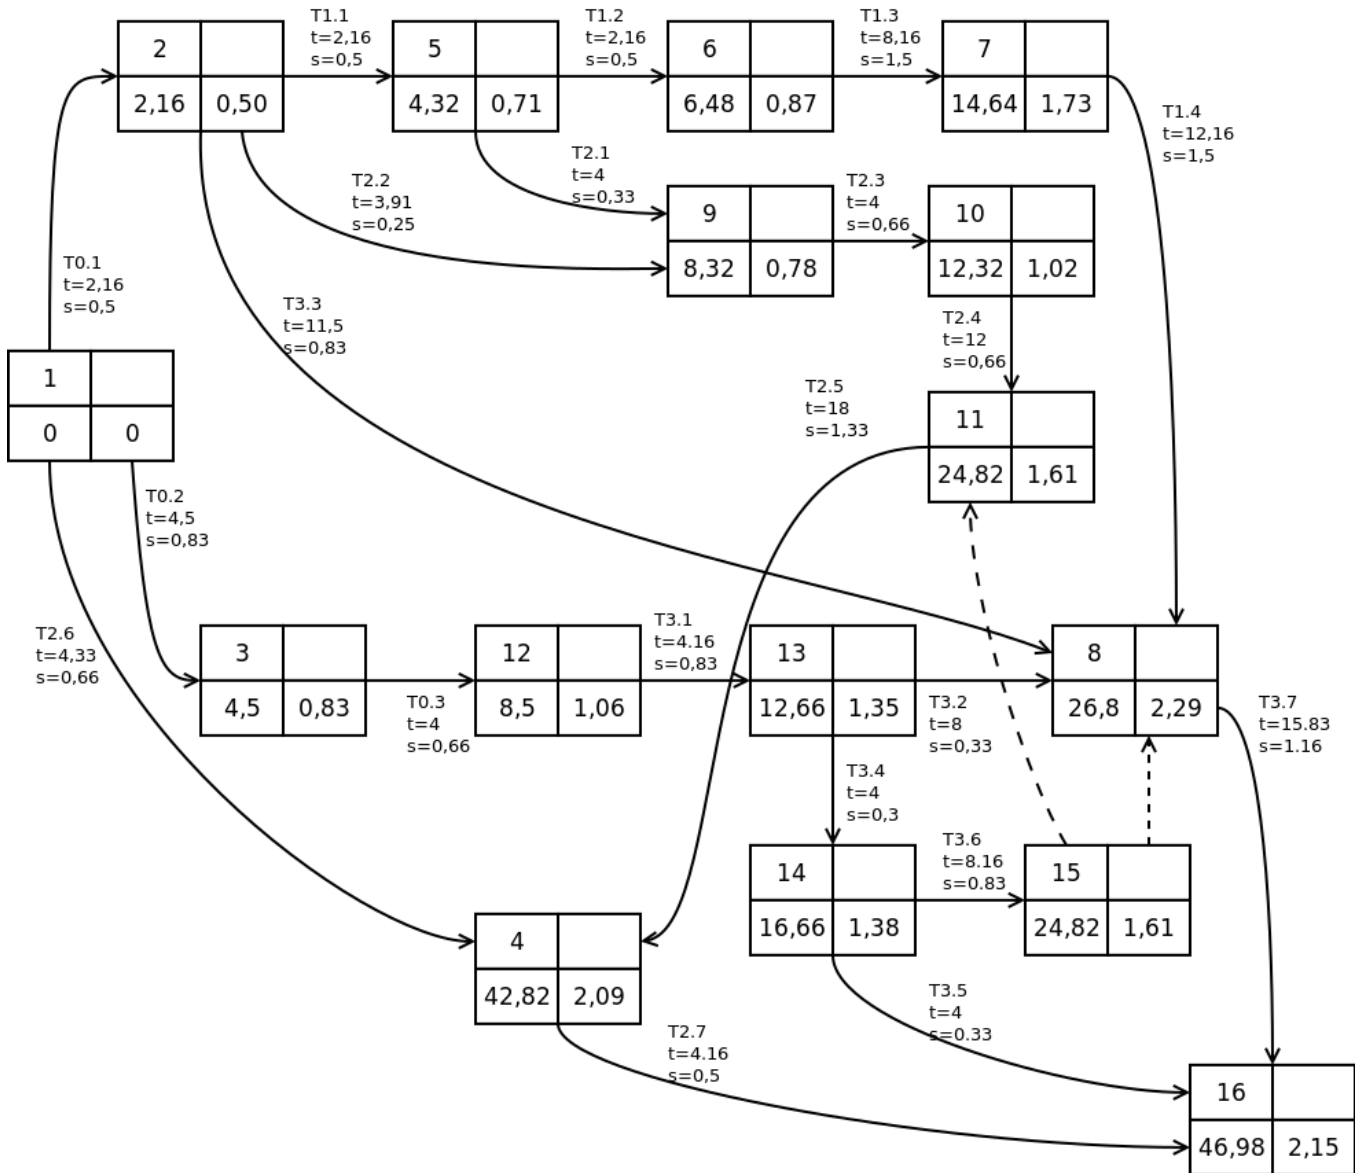 T1.1
t=2,16
s=0,5
T1.2
t=2,16
s=0,5
T1.3
t=8,16
s=1,5
2
2,16 0,50
5
4,32 0,71
6
6,48 0,87
7
14,64 1,73
T1.4
t=12,16
s=1,5
T2.1
t=4
s=0,33
T2.2
t=3,91
s=0,25
T2.3
t=4
s=0,66
9
8,32 0,78
10
12,32 1,02
T0.1
t=2,16
s=0,5
T3.3
t=11,5
s=0,83
T2.4
t=12
s=0,66
1
0 0
T2.5
t=18
s=1,33
11
24,82 1,61
T0.2
t=4,5
s=0,83
T2.6
t=4,33
s=0,66
3
4,5 0,83
T0.3
t=4
s=0,66
12
8,5 1,06
T3.1
t=4.16
s=0,83
13
12,66 1,35
T3.2
t=8
s=0,33
8
26,8 2,29
T3.7
t=15.83
s=1.16
T3.4
t=4
s=0,3
14
16,66 1,38
T3.6
t=8.16
s=0.83
15
24,82 1,61
4
42,82 2,09
T3.5
t=4
s=0.33
T2.7
t=4.16
s=0,5
16
46,98 2,15